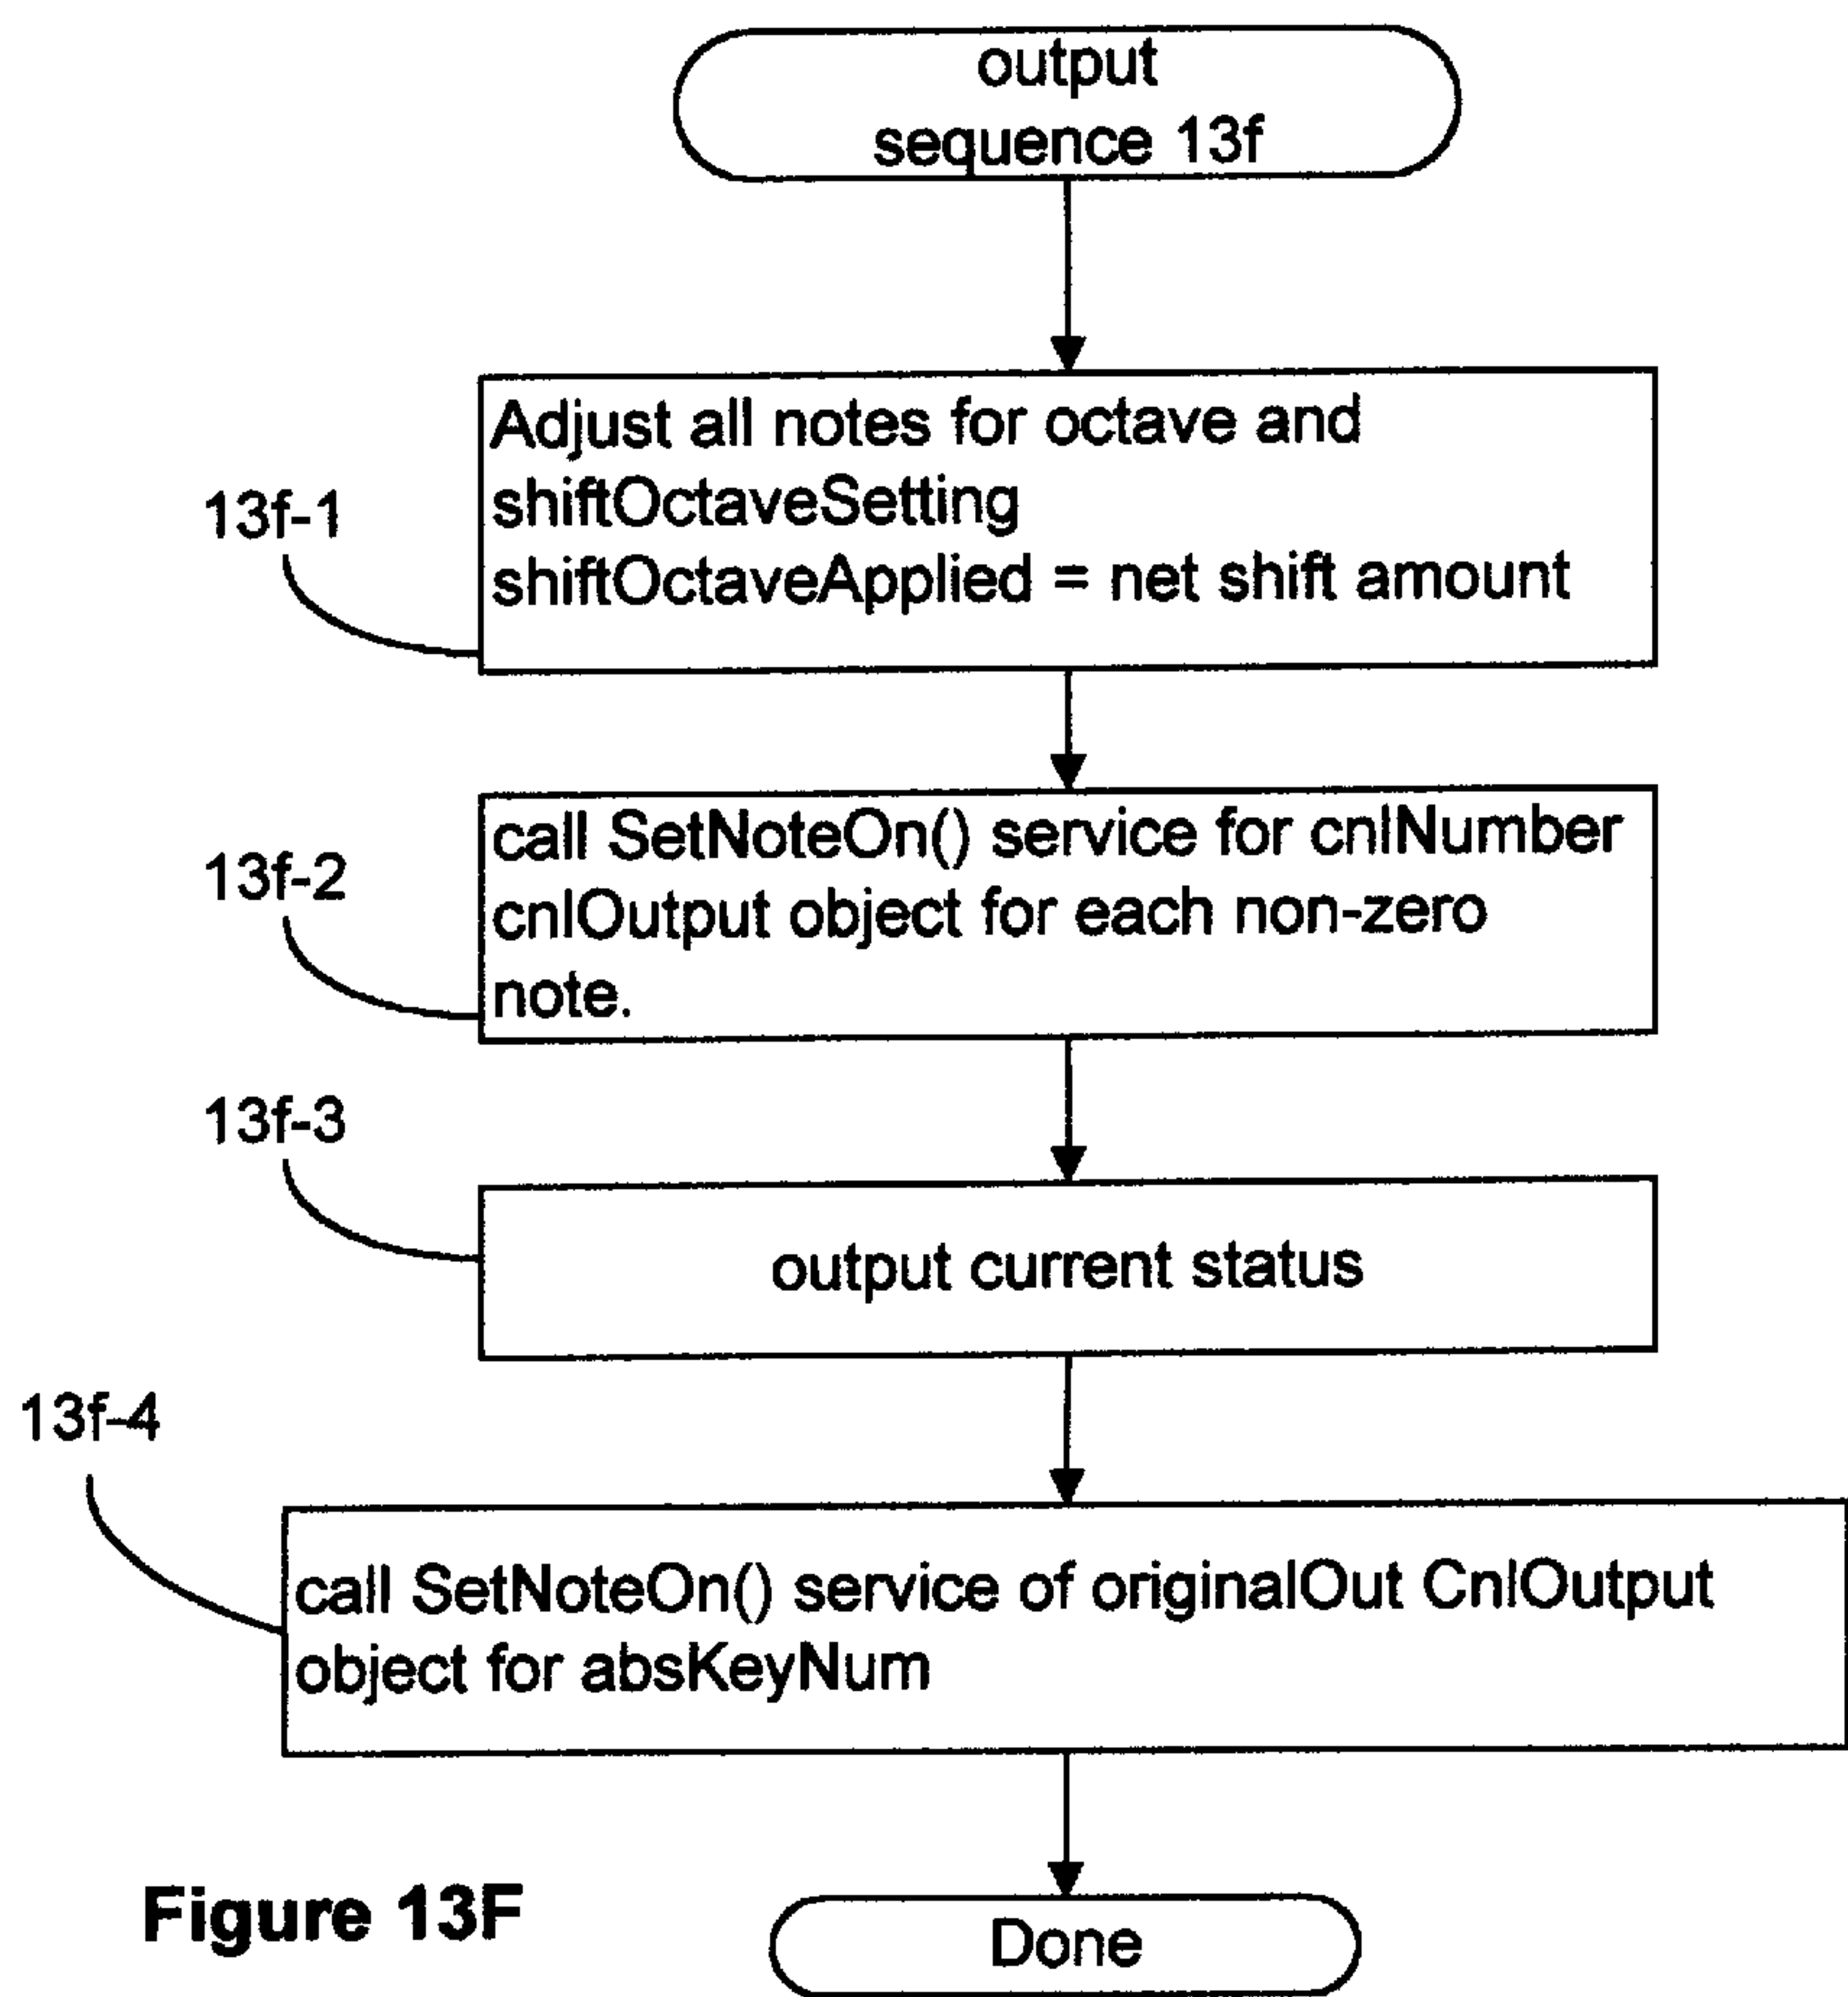 output
sequence 13f
Adjust all notes for octave and
shiftOctaveSetting
shiftOctaveApplied = net shift amount
13f-1
call SetNoteOn() service for cnlNumber
cnlOutput object for each non-zero
note.
13f-2
13f-3
output current status
13f-4
call SetNoteOn() service of originalOut CnlOutput
object for absKeyNum
Figure 13F
Done